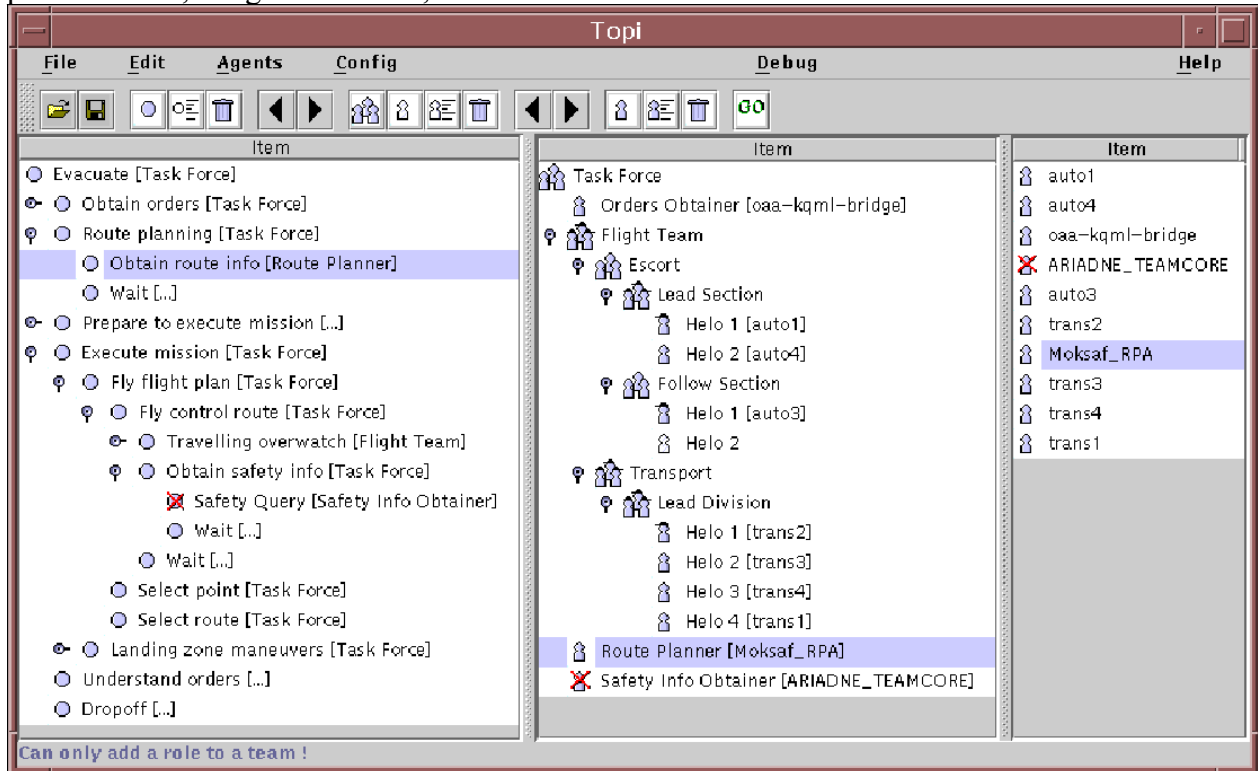 Topi
File Edit Agents Config Debug Help
GO
Item
Evacuate [Task Force]
Obtain orders [Task Force]
Route planning [Task Force]
Obtain route info [Route Planner]
Wait [...]
Prepare to execute mission [...]
Execute mission [Task Force]
Fly flight plan [Task Force]
Fly control route [Task Force]
Travelling overwatch [Flight Team]
Obtain safety info [Task Force]
Safety Query [Safety Info Obtainer]
Wait [...]
Wait [...]
Select point [Task Force]
Select route [Task Force]
Landing zone maneuvers [Task Force]
Understand orders [...]
Dropoff [...]
Item
Task Force
Orders Obtainer [oaa-kqml-bridge]
Flight Team
Escort
Lead Section
Helo 1 [auto1]
Helo 2 [auto4]
Follow Section
Helo 1 [auto3]
Helo 2
Transport
Lead Division
Helo 1 [trans2]
Helo 2 [trans3]
Helo 3 [trans4]
Helo 4 [trans1]
Route Planner [Moksaf_RPA]
Safety Info Obtainer [ARIADNE_TEAMCORE]
Item
auto1
auto4
oaa-kqml-bridge
ARIADNE_TEAMCORE
auto3
trans2
Moksaf_RPA
trans3
trans4
trans1
Can only add a role to a team !